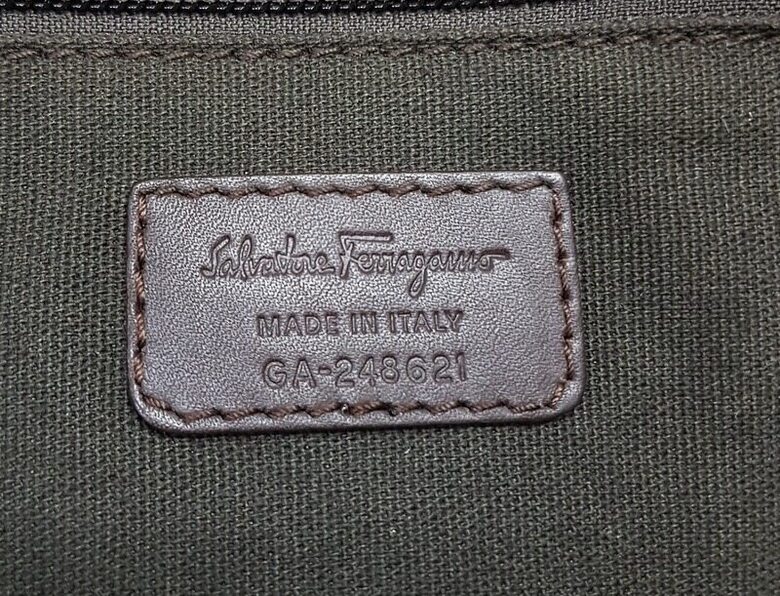 Salvatore Ferragamo
MADE IN ITALY
GA-248621